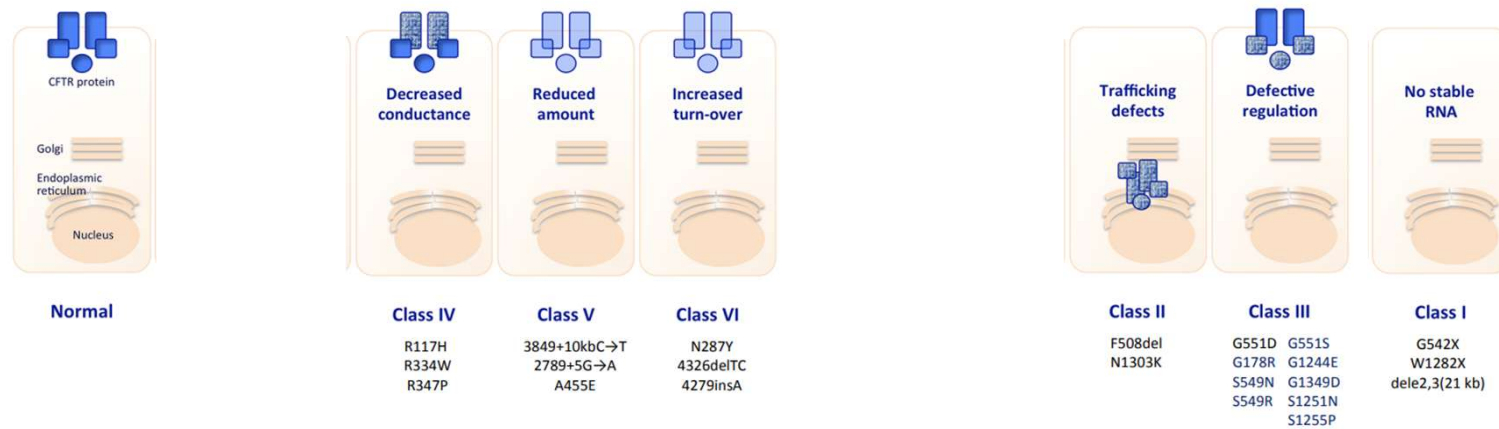 CFTR protein
Golgi
Endoplasmic
reticulum
Nucleus
Normal
Decreased
conductance
Class IV
R117H
R334W
R347P
Reduced
amount
Class V
3849+10kbC→T
2789+5G→A
A455E
Increased
turn-over
Class VI
N287Y
4326delTC
4279insA
Trafficking
defects
Class II
F508del
N1303K
Defective
regulation
Class III
G551D G551S
G178R G1244E
S549N G1349D
S549R S1251N
S1255P
No stable
RNA
Class I
G542X
W1282X
dele2,3(21 kb)